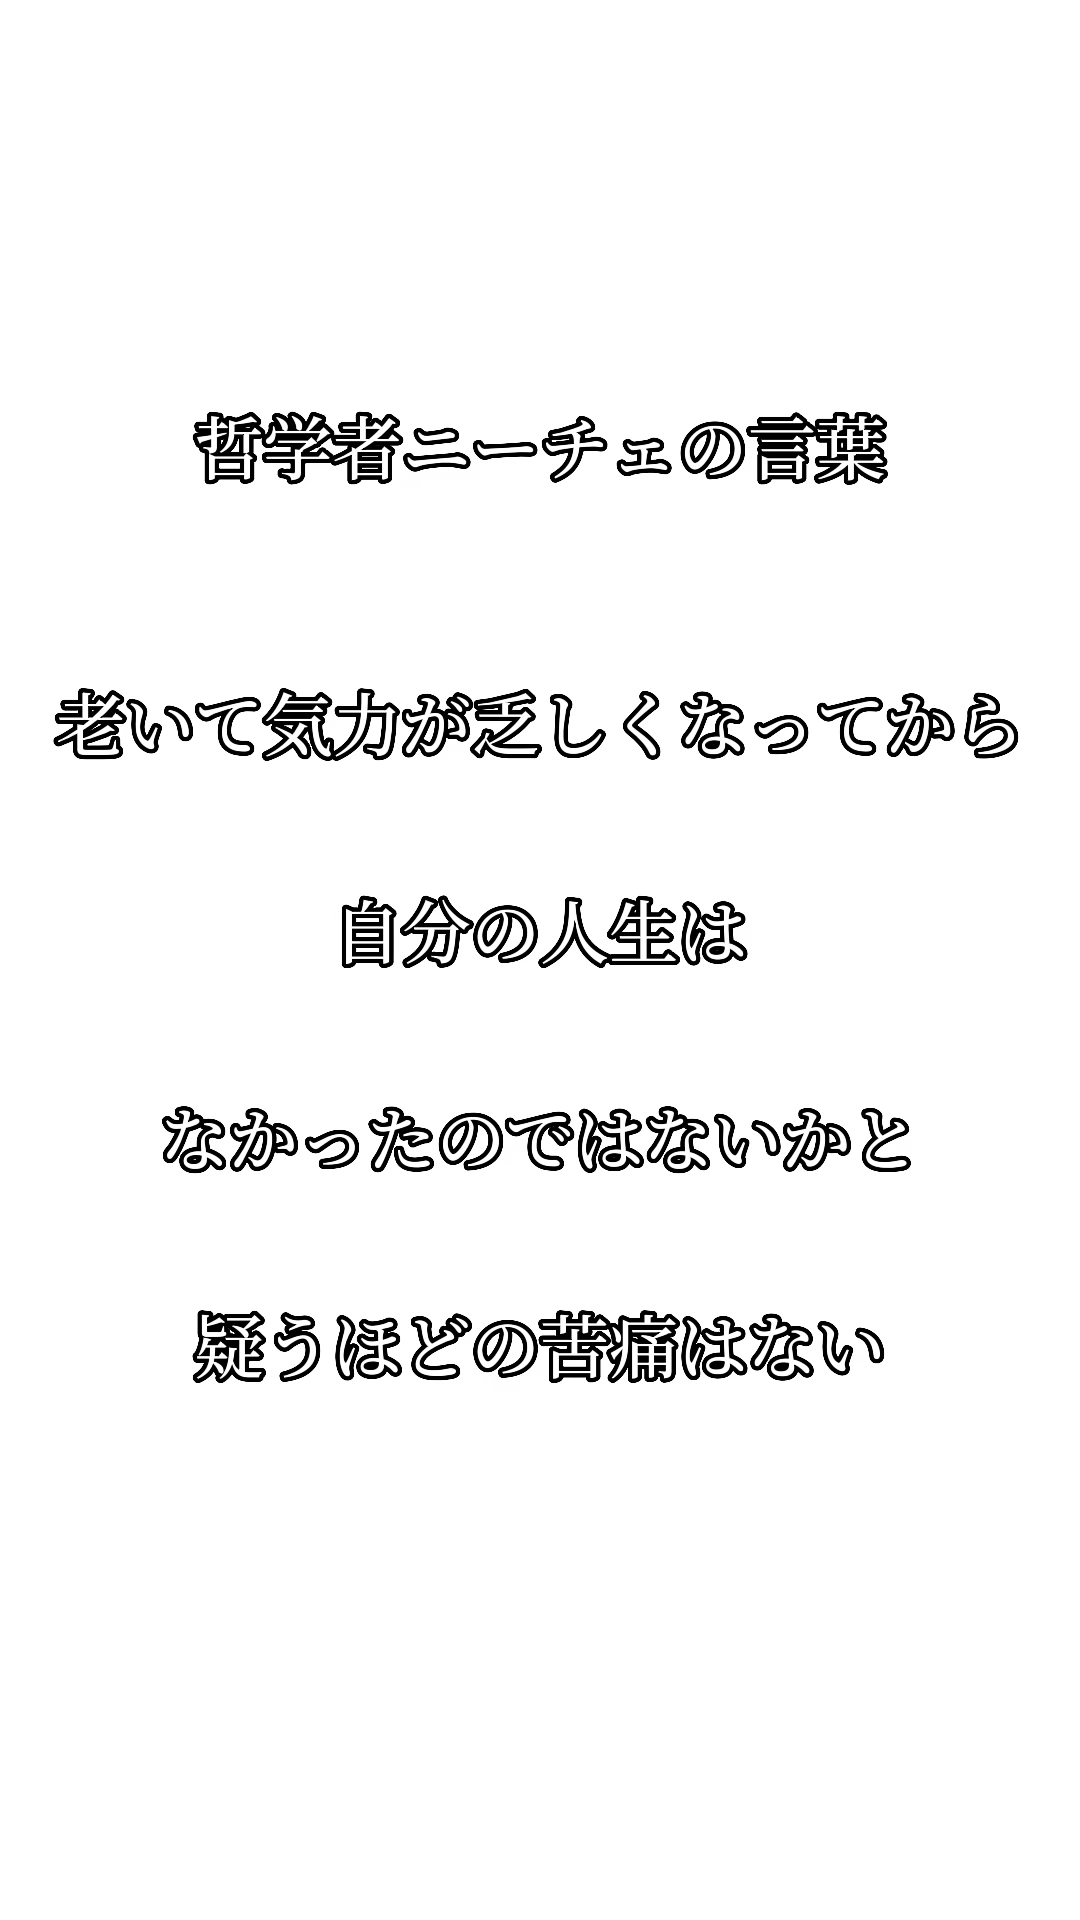 哲学者ニーチェの言葉
老いて気力が乏しくなってから
自分の人生は
なかったのではないかと
疑うほどの苦痛はない